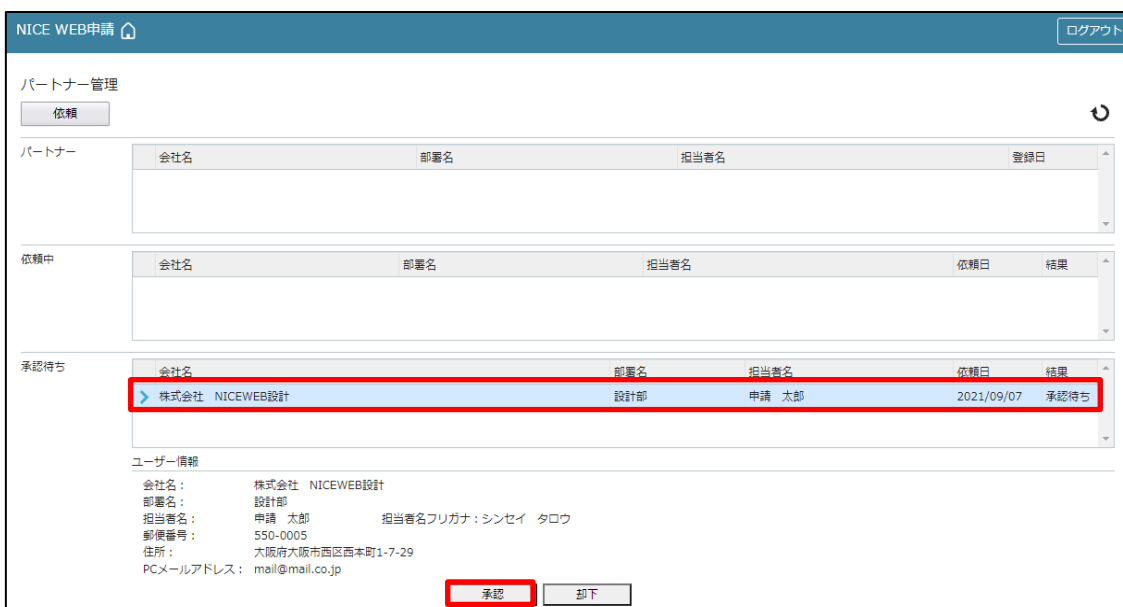 NICE WEB申請 ログアウト
パートナー管理
依頼
パートナー 会社名 部署名 担当者名 登録日
依頼中 会社名 部署名 担当者名 依頼日 結果
承認待ち 会社名 部署名 担当者名 依頼日 結果
株式会社 NICEWEB設計 設計部 申請 太郎 2021/09/07 承認待ち
ユーザー情報
会社名： 株式会社 NICEWEB設計
部署名： 設計部
担当者名： 申請 太郎 担当者名フリガナ：シンセイ タロウ
郵便番号： 550-0005
住所： 大阪府大阪市西区西本町1-7-29
PCメールアドレス： mail@mail.co.jp
承認 却下